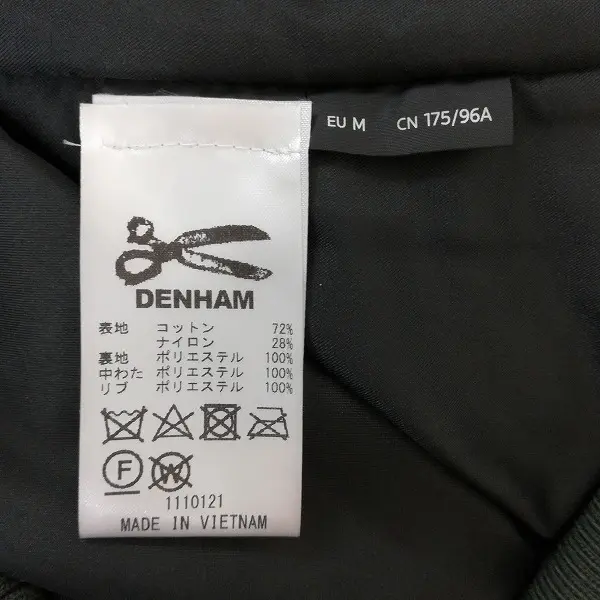 EU M CN 175/96A
DENHAM
表地 コットン 72%
ナイロン 28%
裏地 ポリエステル 100%
中わた ポリエステル 100%
リブ ポリエステル 100%
F W
1110121
MADE IN VIETNAM